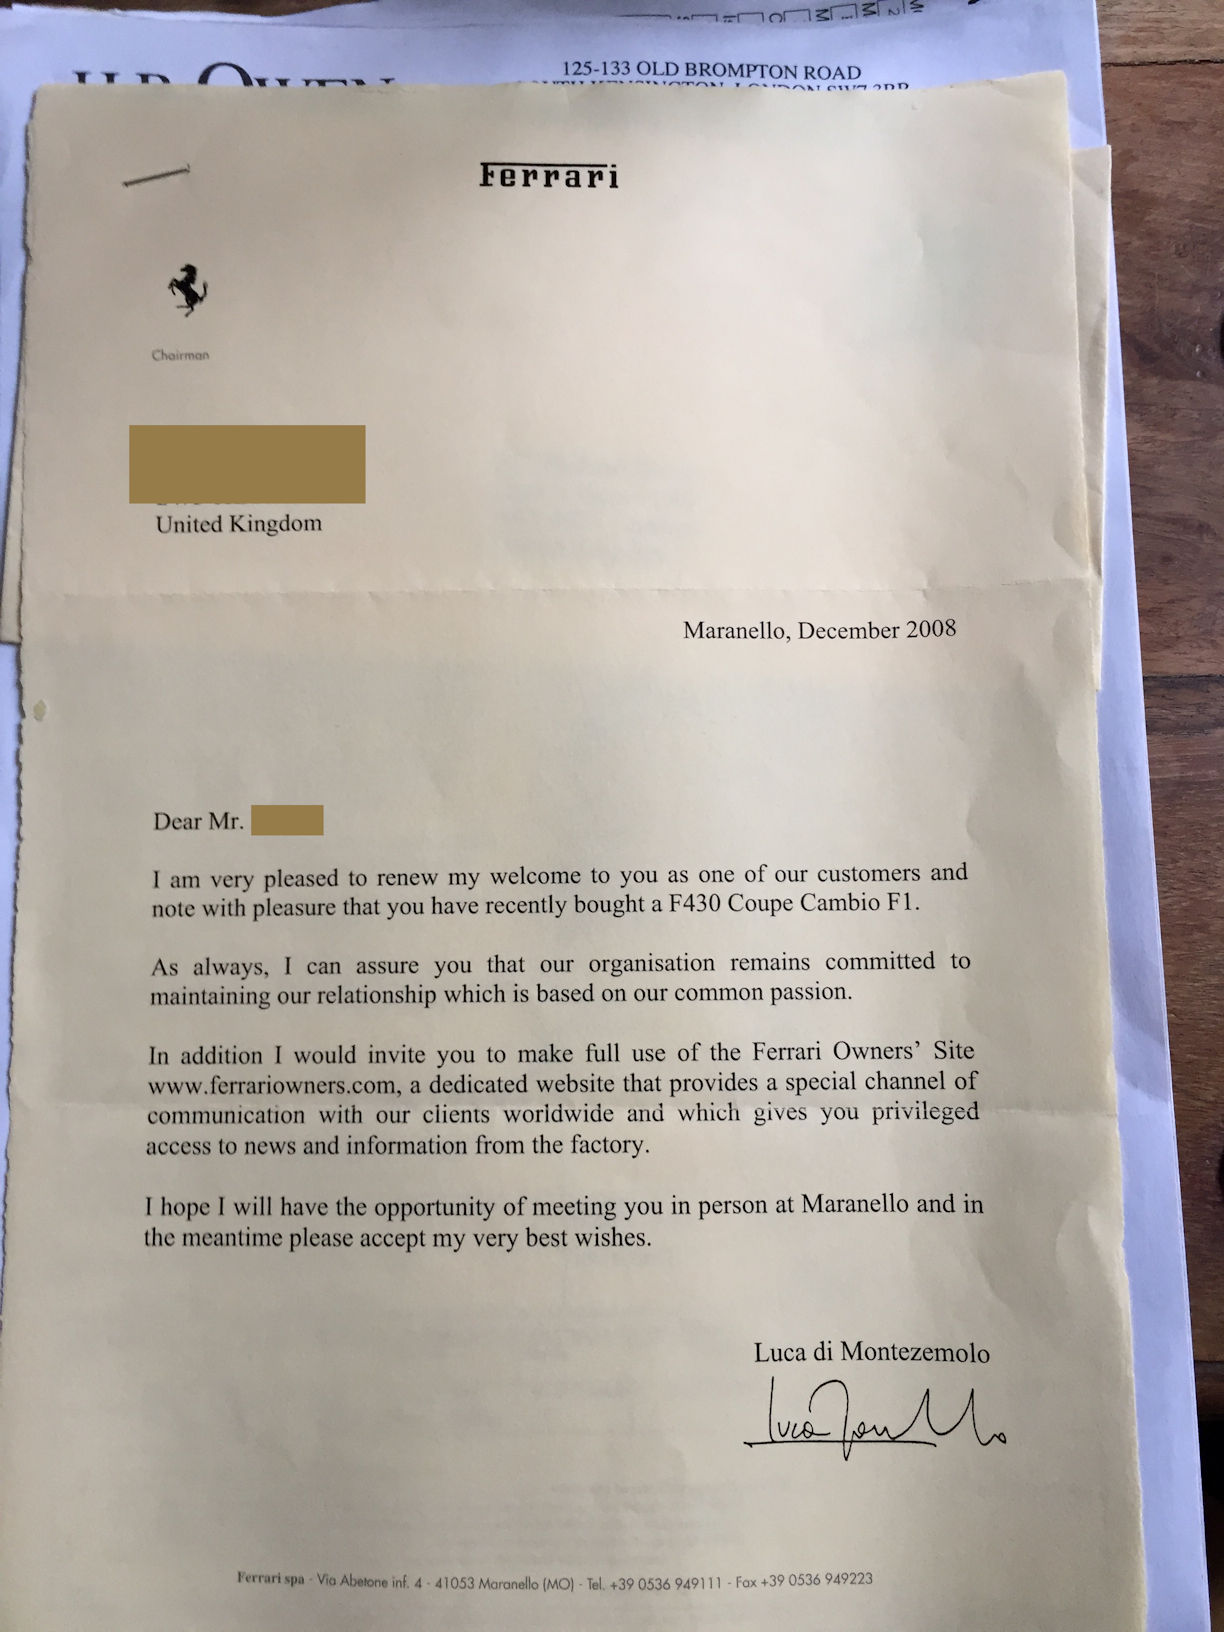 H.R. OWEN
125-133 OLD BROMPTON ROAD
SOUTH KENSINGTON, LONDON SW7 3RP
Ferrari
Chairman
United Kingdom
Maranello, December 2008
Dear Mr.
I am very pleased to renew my welcome to you as one of our customers and
note with pleasure that you have recently bought a F430 Coupe Cambio F1.
As always, I can assure you that our organisation remains committed to
maintaining our relationship which is based on our common passion.
In addition I would invite you to make full use of the Ferrari Owners’ Site
www.ferrariowners.com, a dedicated website that provides a special channel of
communication with our clients worldwide and which gives you privileged
access to news and information from the factory.
I hope I will have the opportunity of meeting you in person at Maranello and in
the meantime please accept my very best wishes.
Luca di Montezemolo
Ferrari spa - Via Abetone inf. 4 - 41053 Maranello (MO) - Tel. +39 0536 949111 - Fax +39 0536 949223